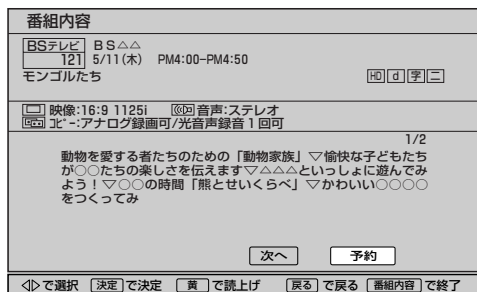 番組内容
BSテレビ BS△△
121 5/11(木) PM4:00-PM4:50
モンゴルたち
HD d 字 二
映像:16:9 1125i 音声:ステレオ
コピー:アナログ録画可/光音声録音1回可
1/2
動物を愛する者たちのための「動物家族」▽愉快な子どもたち
が○○たちの楽しさを伝えます▽△△△といっしょに遊んでみ
よう!▽○○の時間「熊とせいくらべ」▽かわいい○○○○
をつくってみ
次へ 予約
◁▷で選択 決定で決定 黄で読上げ 戻るで戻る 番組内容で終了